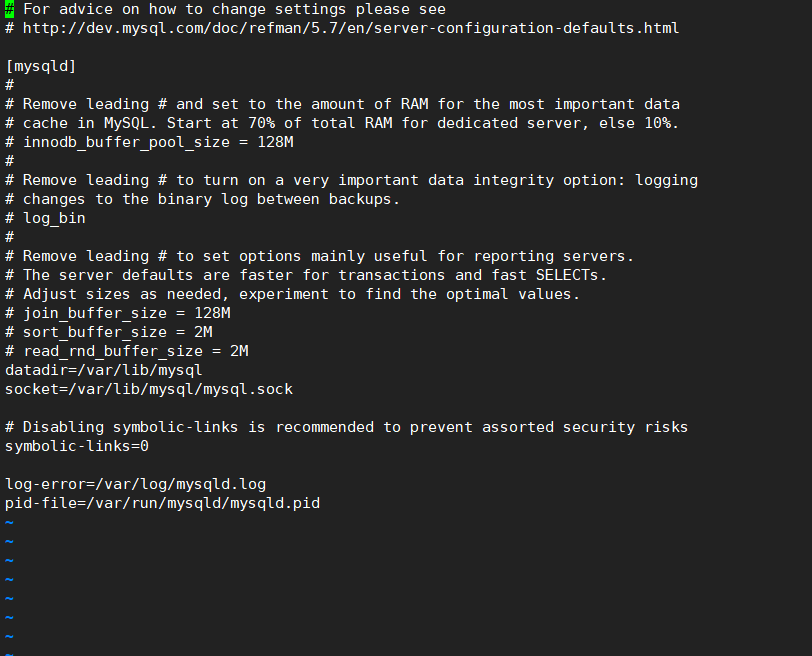 # For advice on how to change settings please see
# http://dev.mysql.com/doc/refman/5.7/en/server-configuration-defaults.html

[mysqld]
#
# Remove leading # and set to the amount of RAM for the most important data
# cache in MySQL. Start at 70% of total RAM for dedicated server, else 10%.
# innodb_buffer_pool_size = 128M
#
# Remove leading # to turn on a very important data integrity option: logging
# changes to the binary log between backups.
# log_bin
#
# Remove leading # to set options mainly useful for reporting servers.
# The server defaults are faster for transactions and fast SELECTs.
# Adjust sizes as needed, experiment to find the optimal values.
# join_buffer_size = 128M
# sort_buffer_size = 2M
# read_rnd_buffer_size = 2M
datadir=/var/lib/mysql
socket=/var/lib/mysql/mysql.sock

# Disabling symbolic-links is recommended to prevent assorted security risks
symbolic-links=0

log-error=/var/log/mysqld.log
pid-file=/var/run/mysqld/mysqld.pid
~
~
~
~
~
~
~
~